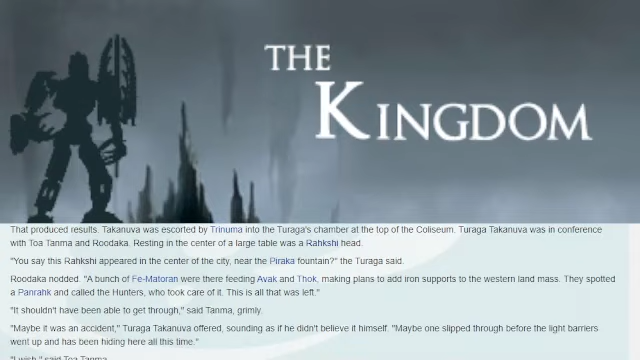 THE
KINGDOM
That produced results. Takanuva was escorted by Trinuma into the Turaga's chamber at the top of the Coliseum. Turaga Takanuva was in conference
with Toa Tanma and Roodaka. Resting in the center of a large table was a Rahkshi head.
"You say this Rahkshi appeared in the center of the city, near the Piraka fountain?" the Turaga said.
Roodaka nodded. "A bunch of Fe-Matoran were there feeding Avak and Thok, making plans to add iron supports to the western land mass. They spotted
a Panrahk and called the Hunters, who took care of it. This is all that was left."
"It shouldn't have been able to get through," said Tanma, grimly.
"Maybe it was an accident," Turaga Takanuva offered, sounding as if he didn't believe it himself. "Maybe one slipped through before the light barriers
went up and has been hiding here all this time."
"I wish," said Toa Tanma.